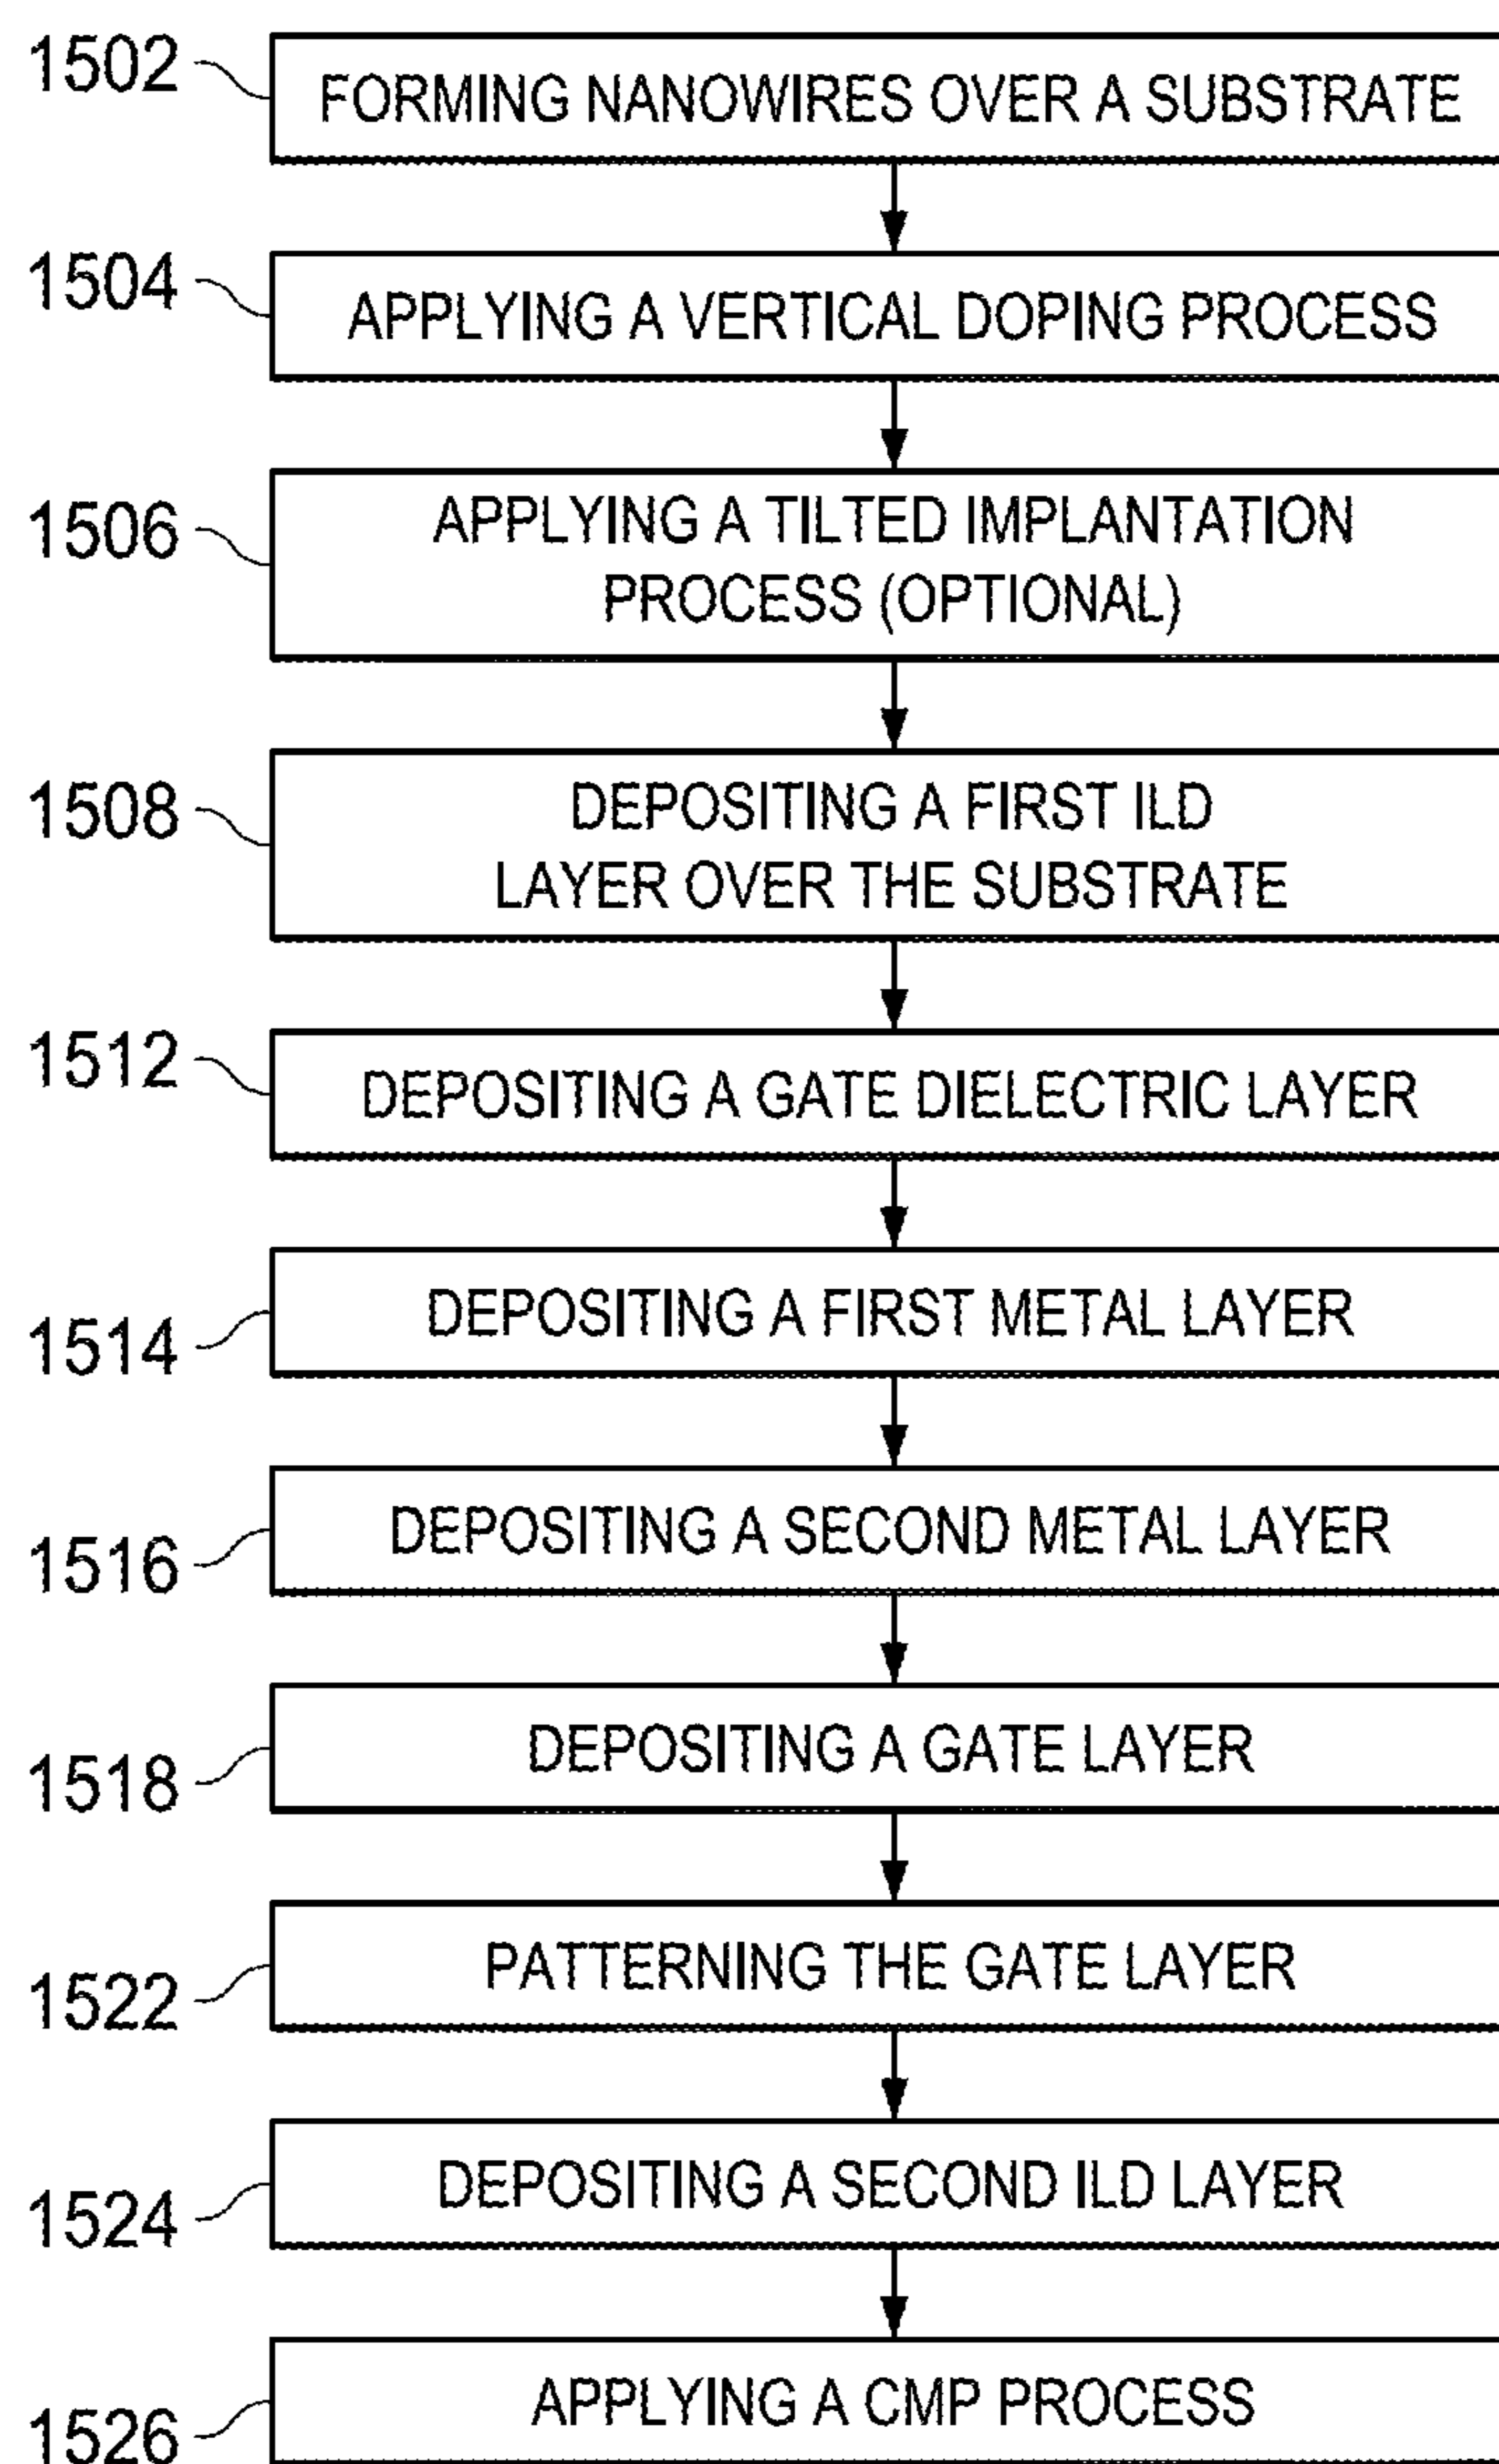 1502
FORMING NANOWIRES OVER A SUBSTRATE
1504
APPLYING A VERTICAL DOPING PROCESS
1506
APPLYING A TILTED IMPLANTATION
PROCESS (OPTIONAL)
1508
DEPOSITING A FIRST ILD
LAYER OVER THE SUBSTRATE
1512
DEPOSITING A GATE DIELECTRIC LAYER
1514
DEPOSITING A FIRST METAL LAYER
1516
DEPOSITING A SECOND METAL LAYER
1518
DEPOSITING A GATE LAYER
1522
PATTERNING THE GATE LAYER
1524
DEPOSITING A SECOND ILD LAYER
1526
APPLYING A CMP PROCESS